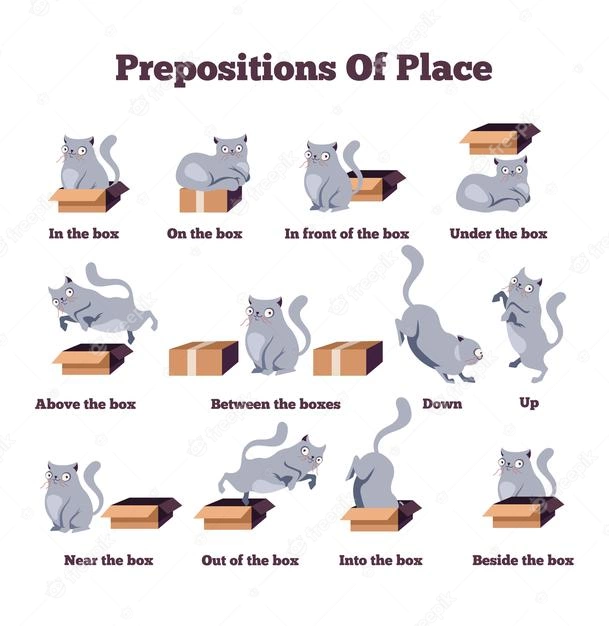 Prepositions Of Place
In the box
On the box
In front of the box
Under the box
Above the box
Between the boxes
Down
Up
Near the box
Out of the box
Into the box
Beside the box